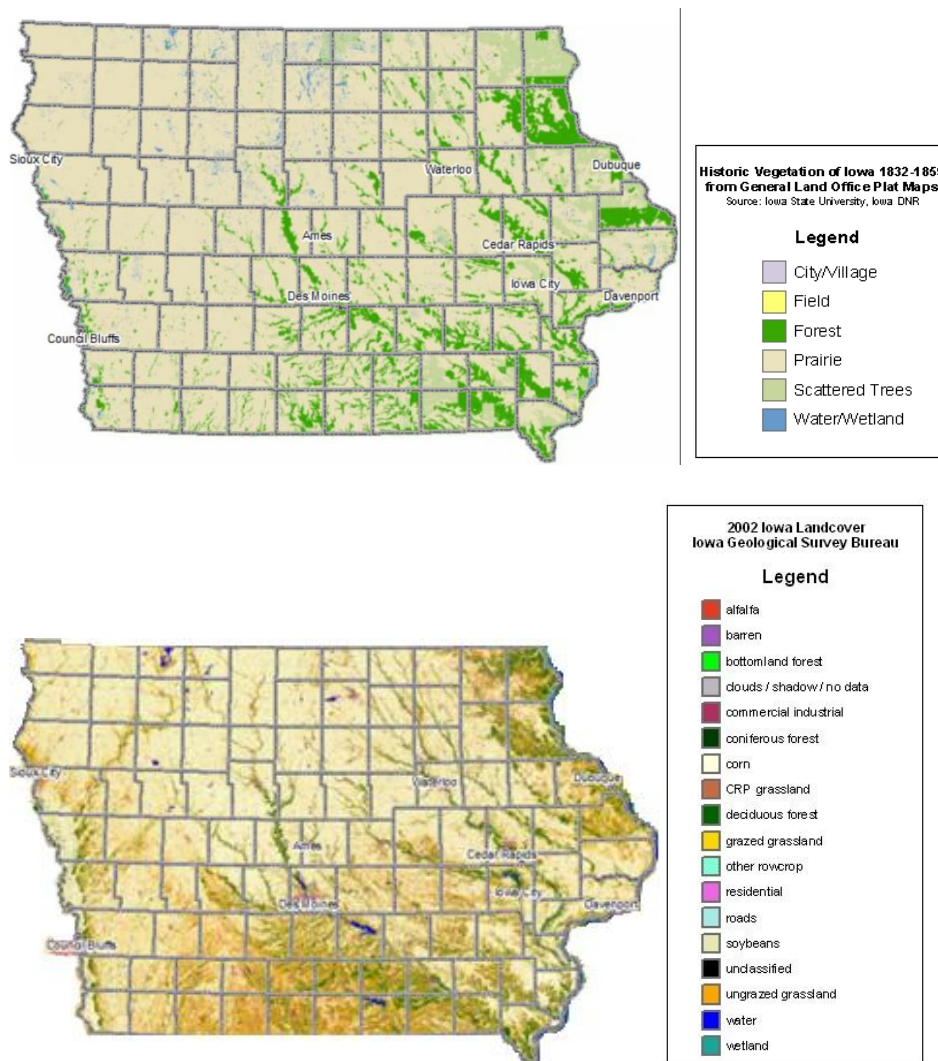 Sioux City
Waterloo
Dubuque
Ames
Cedar Rapids
Des Moines
Iowa City
Davenport
Council Bluffs
Historic Vegetation of Iowa 1832-185
from General Land Office Plat Maps
Source: Iowa State University, Iowa DNR
Legend
City/Village
Field
Forest
Prairie
Scattered Trees
Water/Wetland
2002 Iowa Landcover
Iowa Geological Survey Bureau
Legend
alfalfa
barren
bottomland forest
clouds / shadow / no data
commercial industrial
coniferous forest
corn
CRP grassland
deciduous forest
grazed grassland
other rowcrop
residential
roads
soybeans
unclassified
ungrazed grassland
water
wetland
Sioux City
Waterloo
Dubuque
Ames
Cedar Rapids
Des Moines
Iowa City
Davenport
Council Bluffs